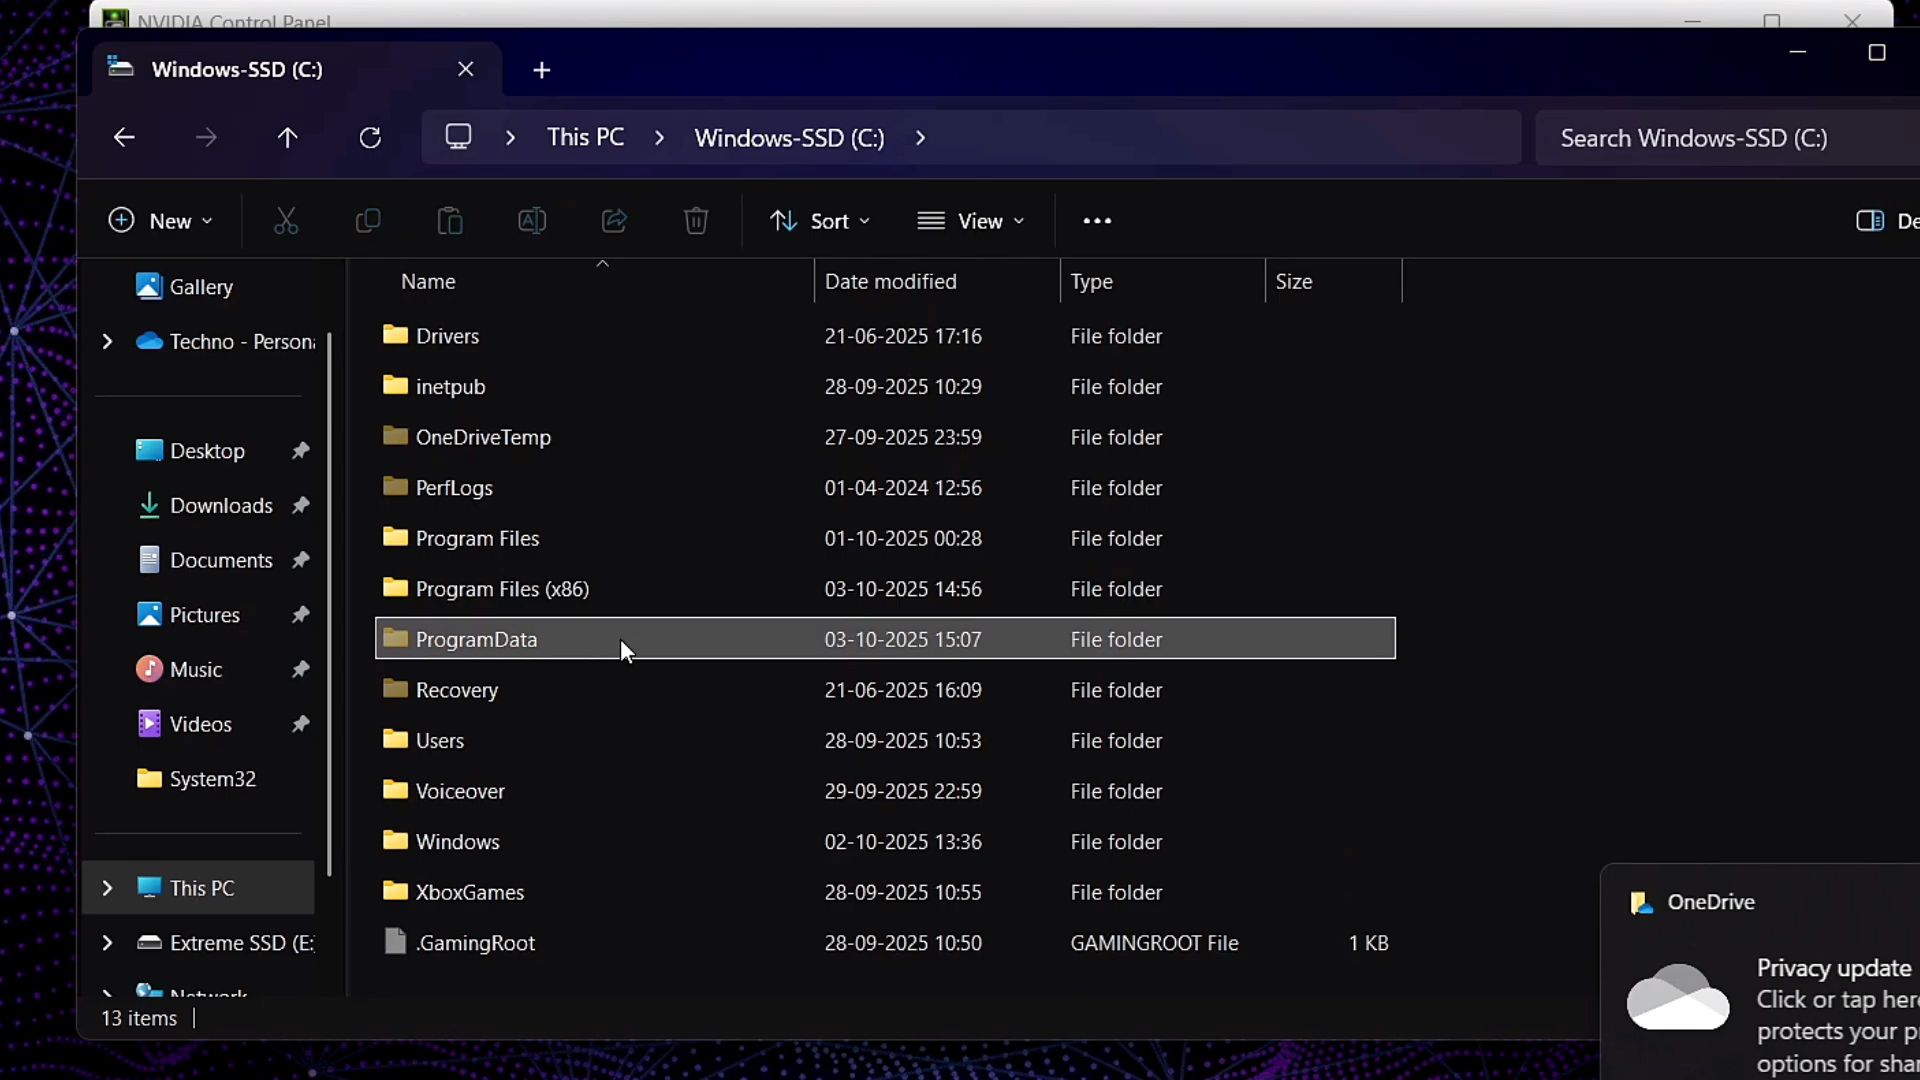 NVIDIA Control Panel
Windows-SSD (C:)
This PC
Windows-SSD (C:)
Search Windows-SSD (C:)
New
Sort
View
De
Gallery
Techno - Persona
Desktop
Downloads
Documents
Pictures
Music
Videos
System32
This PC
Extreme SSD (E:)
Network
Name Date modified Type Size
Drivers 21-06-2025 17:16 File folder
inetpub 28-09-2025 10:29 File folder
OneDriveTemp 27-09-2025 23:59 File folder
PerfLogs 01-04-2024 12:56 File folder
Program Files 01-10-2025 00:28 File folder
Program Files (x86) 03-10-2025 14:56 File folder
ProgramData 03-10-2025 15:07 File folder
Recovery 21-06-2025 16:09 File folder
Users 28-09-2025 10:53 File folder
Voiceover 29-09-2025 22:59 File folder
Windows 02-10-2025 13:36 File folder
XboxGames 28-09-2025 10:55 File folder
.GamingRoot 28-09-2025 10:50 GAMINGROOT File 1 KB
13 items
OneDrive
Privacy update
Click or tap here
protects your p
options for shar